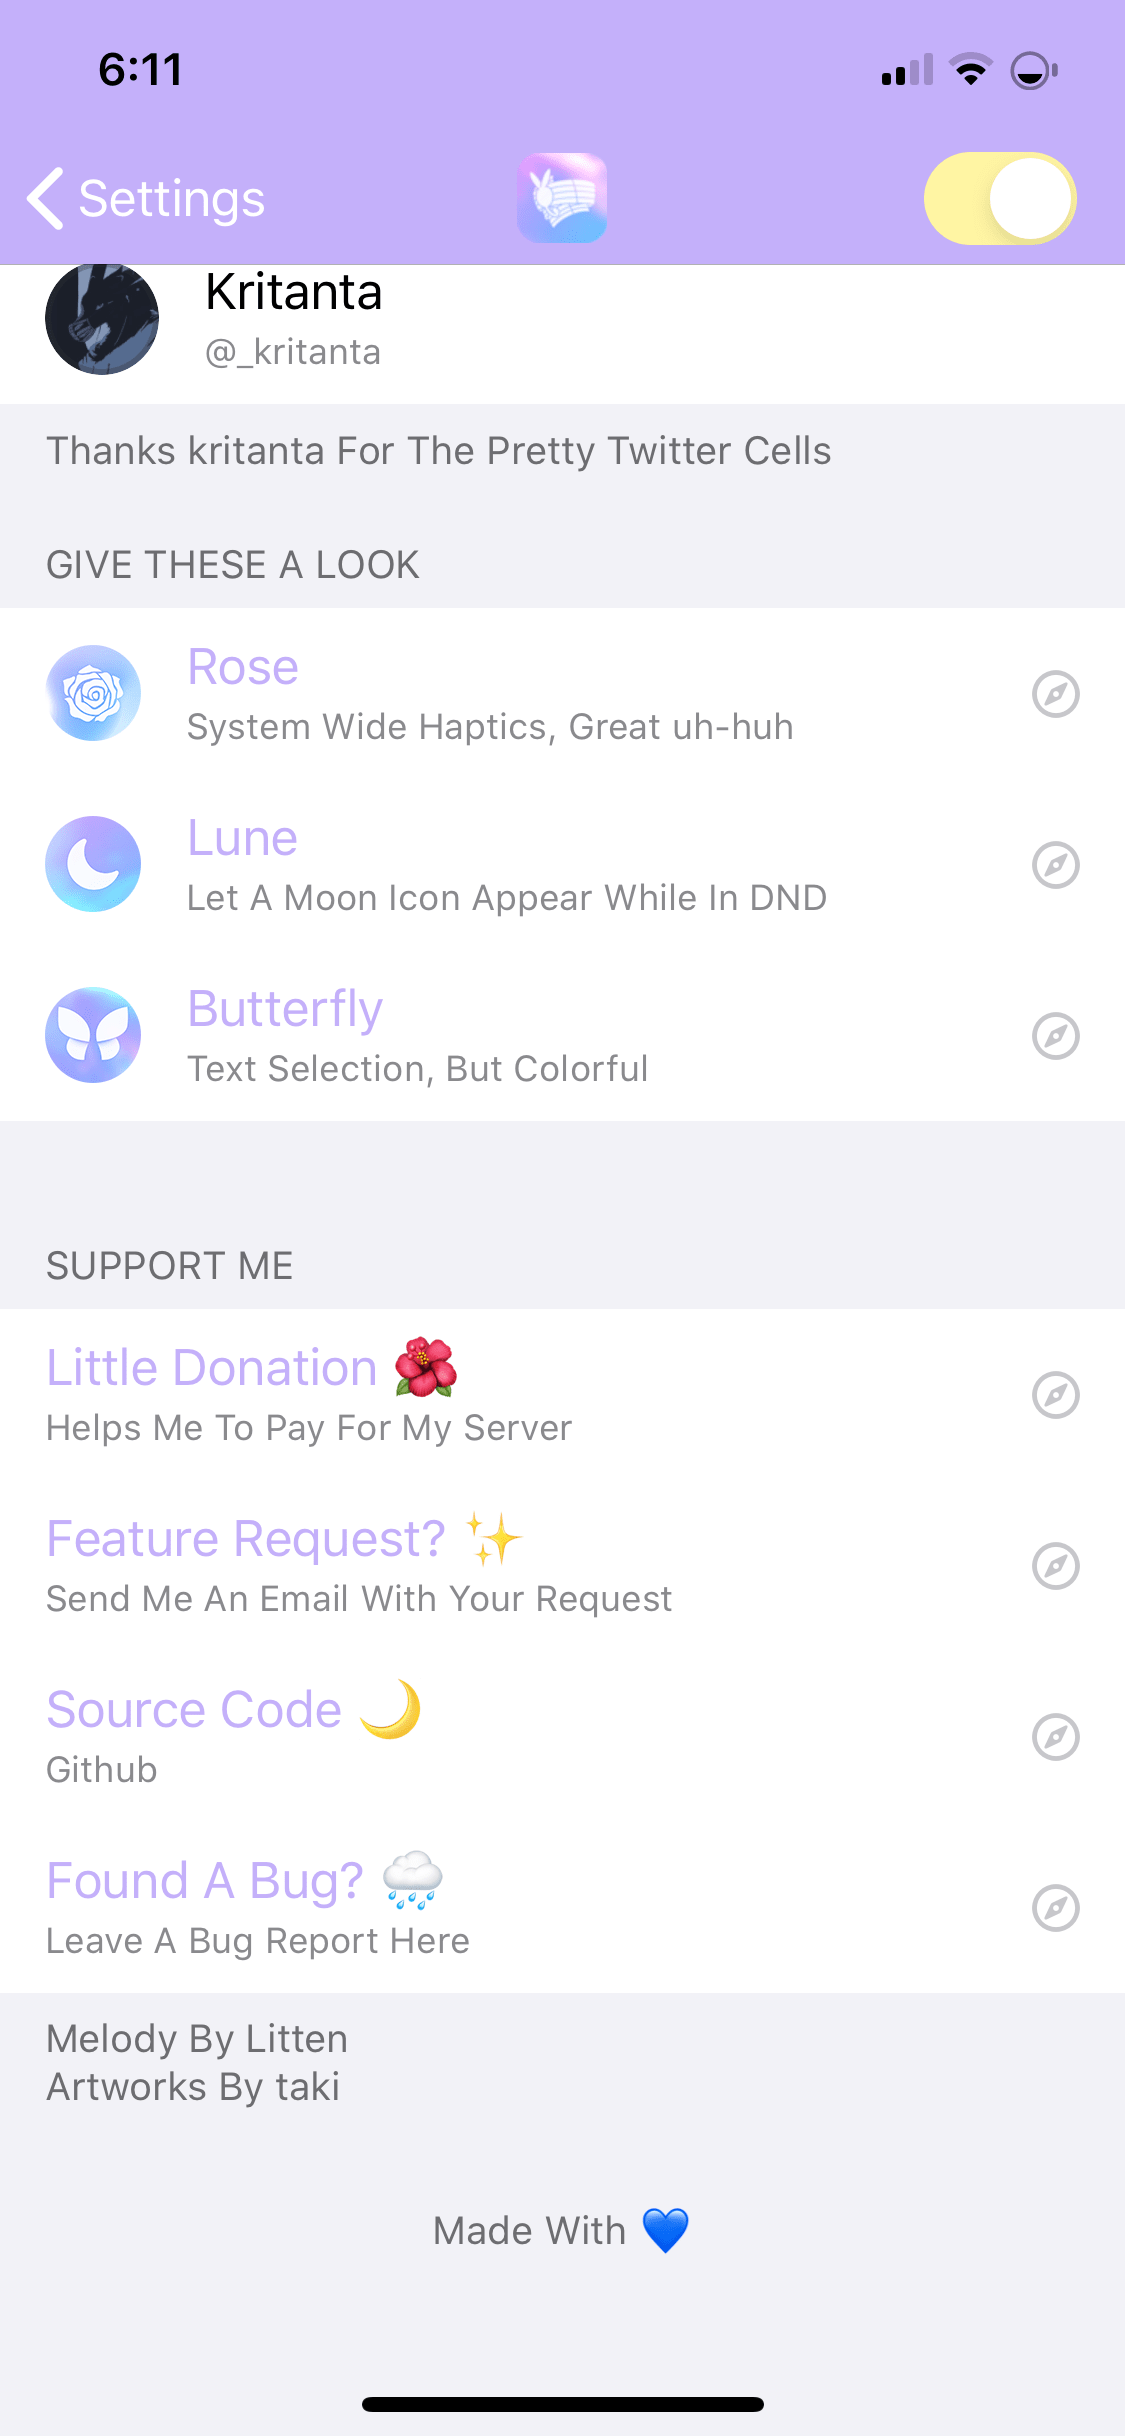 6:11
Settings
Kritanta
@_kritanta
Thanks kritanta For The Pretty Twitter Cells
GIVE THESE A LOOK
Rose
System Wide Haptics, Great uh-huh
Lune
Let A Moon Icon Appear While In DND
Butterfly
Text Selection, But Colorful
SUPPORT ME
Little Donation 🌺
Helps Me To Pay For My Server
Feature Request? ✨
Send Me An Email With Your Request
Source Code 🌙
Github
Found A Bug? 🌧
Leave A Bug Report Here
Melody By Litten
Artworks By taki
Made With 💙